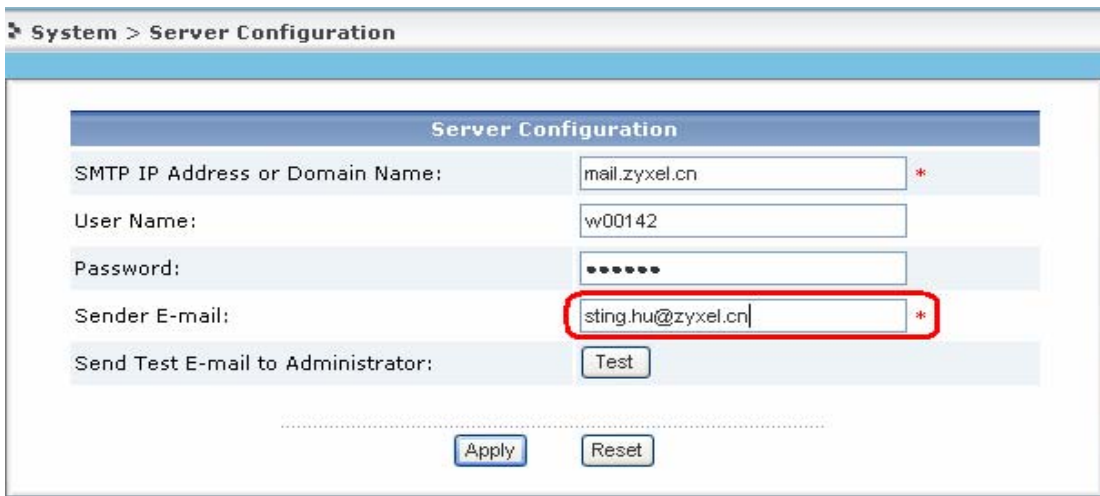 System > Server Configuration
Server Configuration
SMTP IP Address or Domain Name: mail.zyxel.cn *
User Name: w00142
Password: ••••••
Sender E-mail: sting.hu@zyxel.cn *
Send Test E-mail to Administrator: Test
Apply Reset